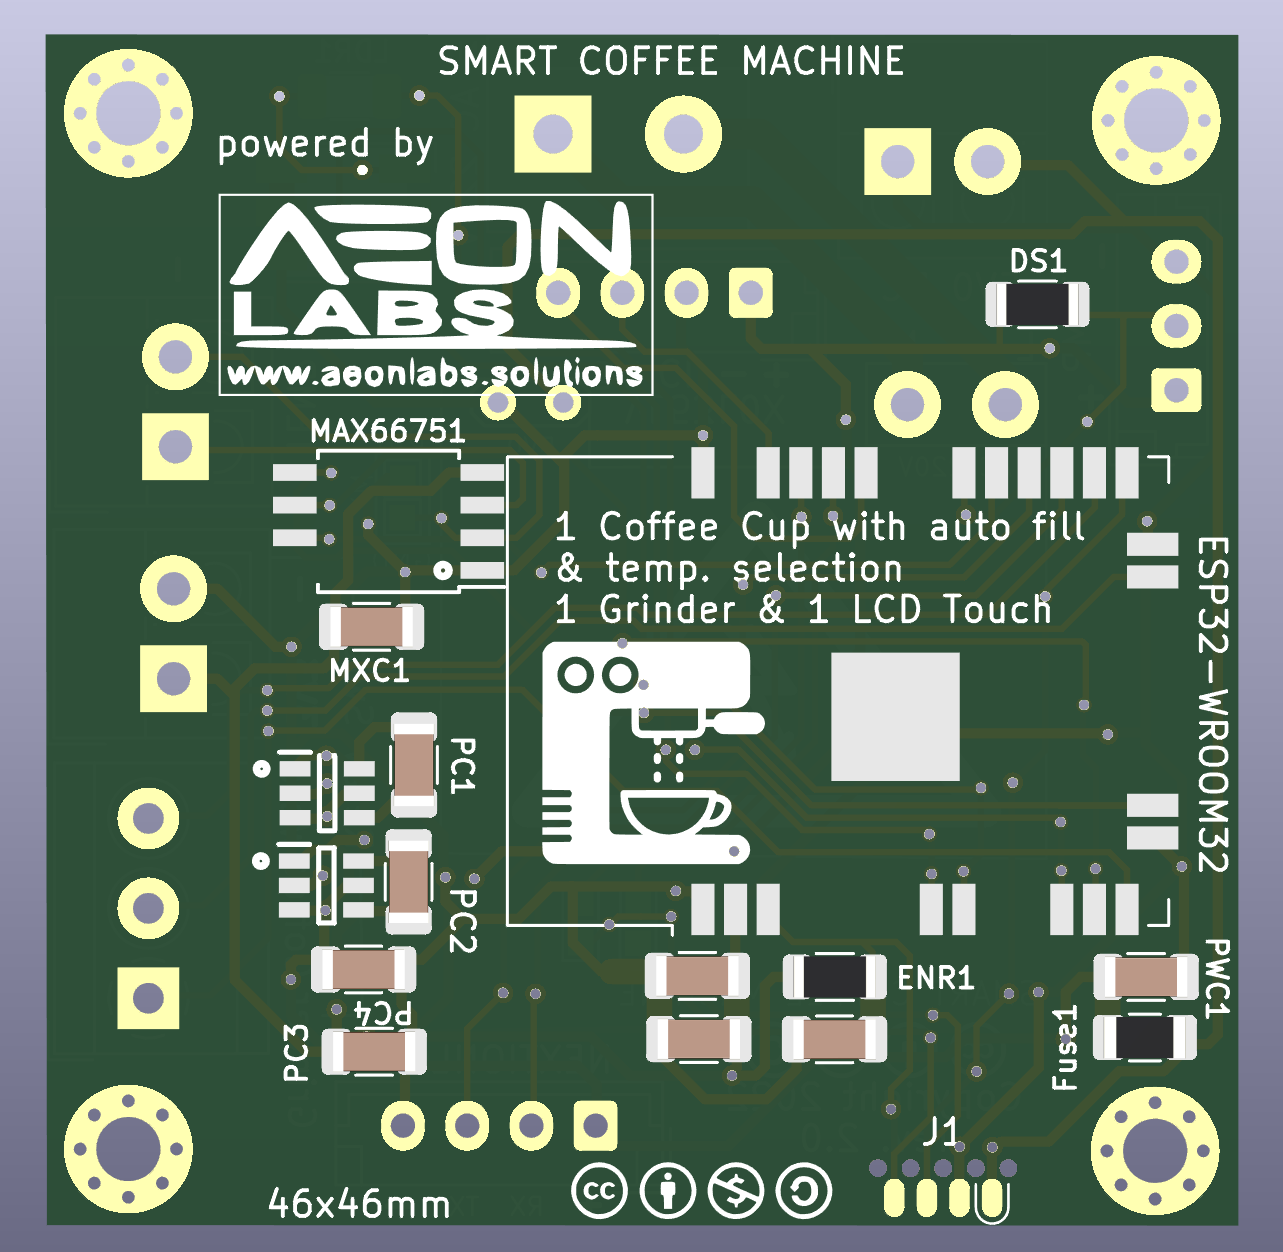 SMART COFFEE MACHINE
powered by
AEON
LABS
www.aeonlabs.solutions
DS1
MAX66751
1 Coffee Cup with auto fill
& temp. selection
1 Grinder & 1 LCD Touch
ESP32-WROOM32
MXC1
PC1
PC2
PC4
PC3
ENR1
PWC1
Fuse1
J1
46x46mm
cc